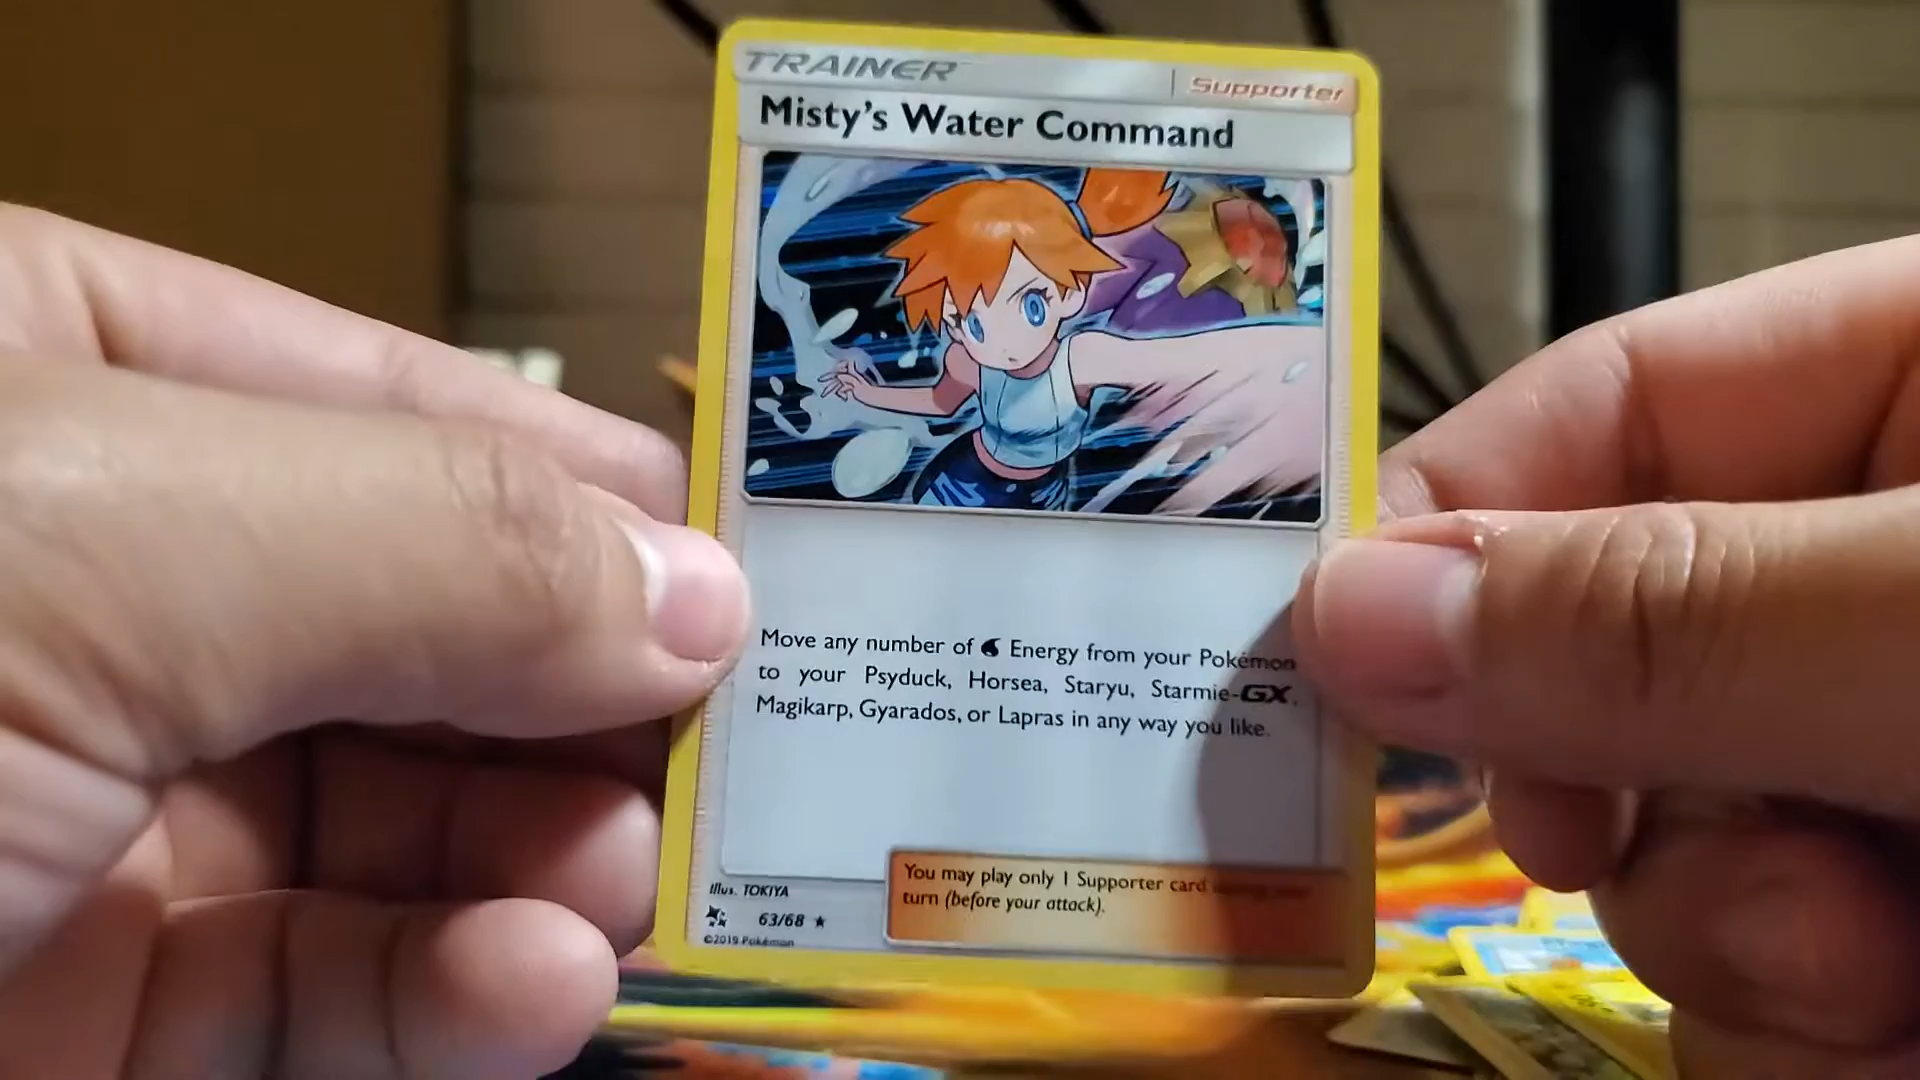 TRAINER
Supporter
Misty's Water Command
Move any number of Energy from your Pokémon
to your Psyduck, Horsea, Staryu, Starmie-GX,
Magikarp, Gyarados, or Lapras in any way you like.
You may play only 1 Supporter card during your
turn (before your attack).
Illus. TOKIYA
63/68 ★
©2019 Pokémon